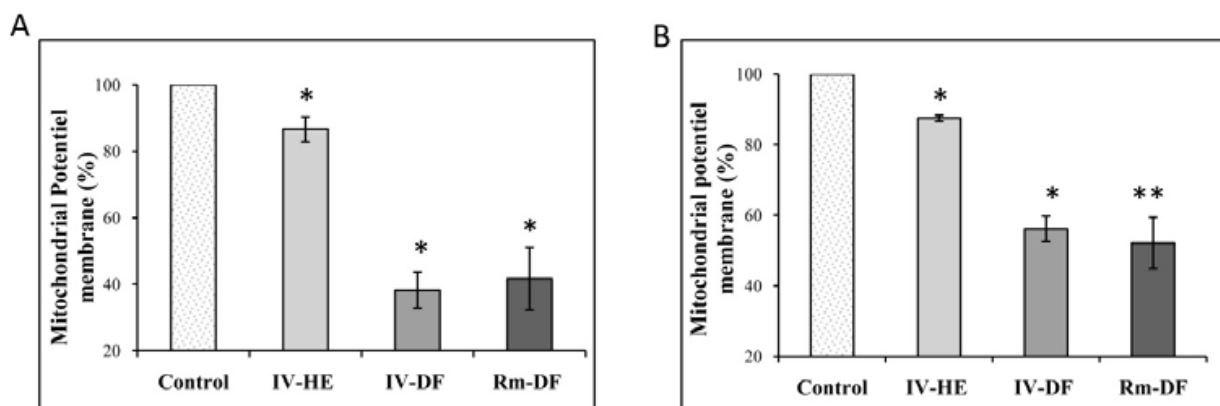 A
Mitochondrial Potentiel
membrane (%)
100
80
60
40
20
*
*
*
Control
IV-HE
IV-DF
Rm-DF
B
Mitochondrial potentiel
membrane (%)
100
80
60
40
20
*
*
**
Control
IV-HE
IV-DF
Rm-DF